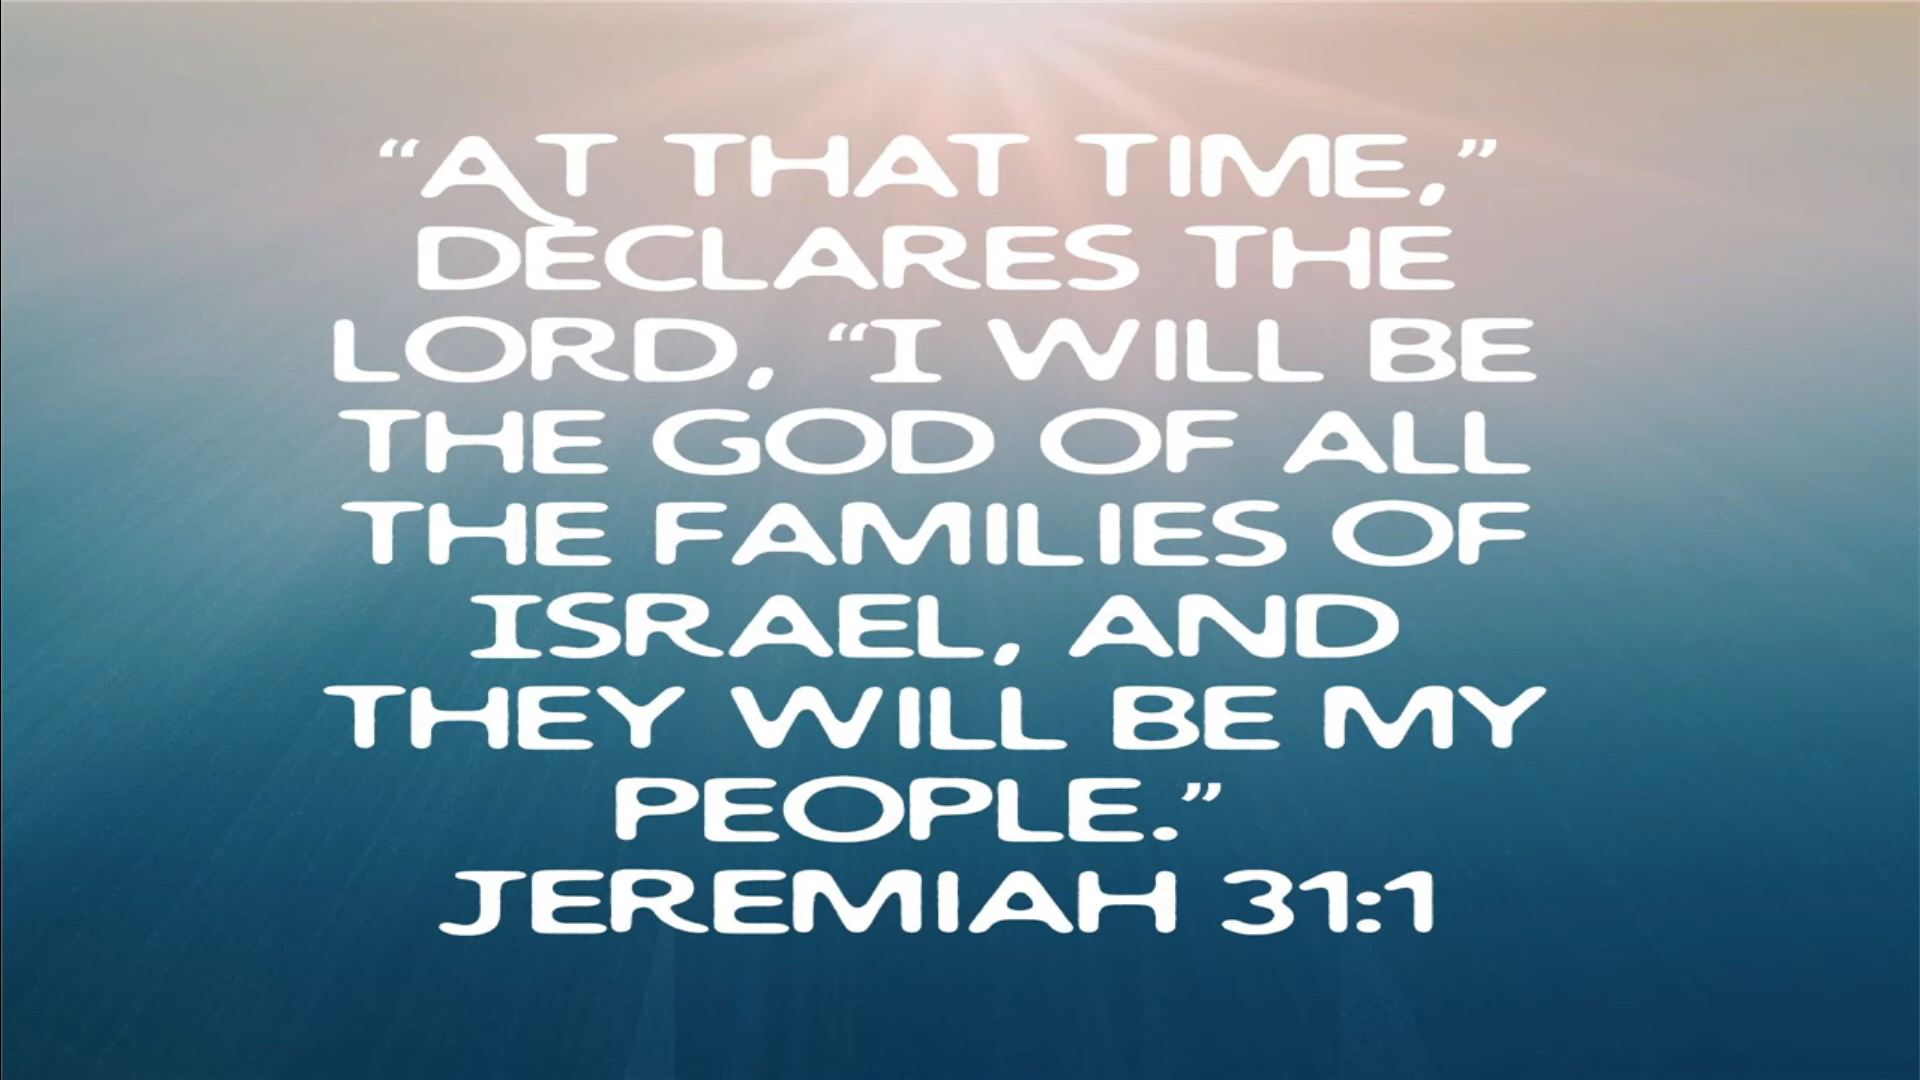 “AT THAT TIME,”
DECLARES THE
LORD, “I WILL BE
THE GOD OF ALL
THE FAMILIES OF
ISRAEL, AND
THEY WILL BE MY
PEOPLE.”
JEREMIAH 31:1